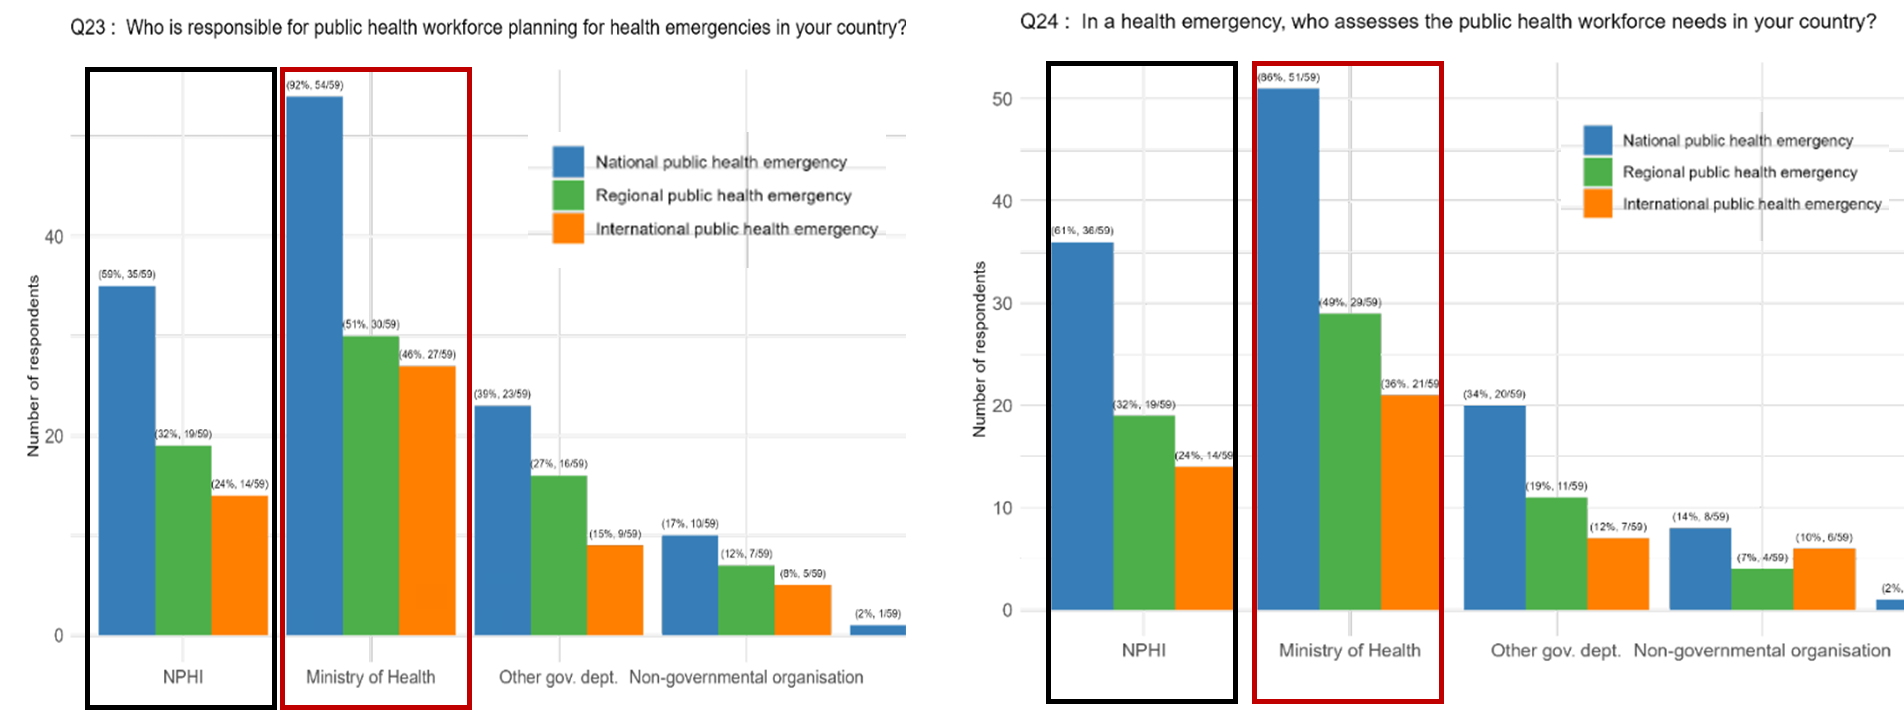 Q23 : Who is responsible for public health workforce planning for health emergencies in your country?
(92%, 54/59)
National public health emergency
Regional public health emergency
International public health emergency
40
(59%, 35/59)
(51%, 30/59)
(46%, 27/59)
(39%, 23/59)
20
(32%, 19/59)
(27%, 16/59)
(24%, 14/59)
(15%, 9/59)
(17%, 10/59)
(12%, 7/59)
(8%, 5/59)
(2%, 1/59)
0
Number of respondents
NPHI
Ministry of Health
Other gov. dept.
Non-governmental organisation
Q24 : In a health emergency, who assesses the public health workforce needs in your country?
(86%, 51/59)
50
National public health emergency
Regional public health emergency
International public health emergency
40
(61%, 36/59)
30
(49%, 29/59)
(36%, 21/59
20
(32%, 19/59)
(34%, 20/59)
(24%, 14/59
(19%, 11/59)
10
(12%, 7/59)
(14%, 8/59)
(7%, 4/59)
(10%, 6/59)
(2%,
0
Number of respondents
NPHI
Ministry of Health
Other gov. dept.
Non-governmental organisation